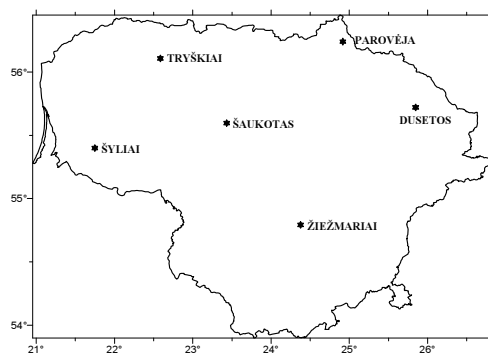 PAROVĖJA
56°
TRYŠKIAI
DUSETOS
ŠAUKOTAS
ŠYLIAI
55°
ŽIEŽMARIAI
54°
21° 22° 23° 24° 25° 26°